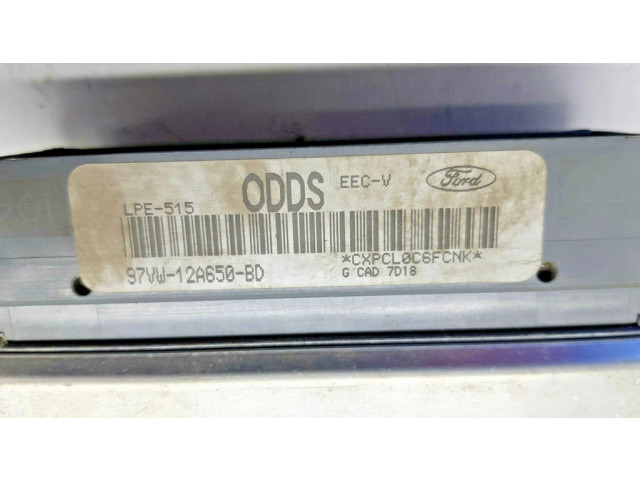 ODDS EEC-V Ford
LPE-515
97VW-12A650-BD *CXPCL0C6FCNK*
G CAD 7D18